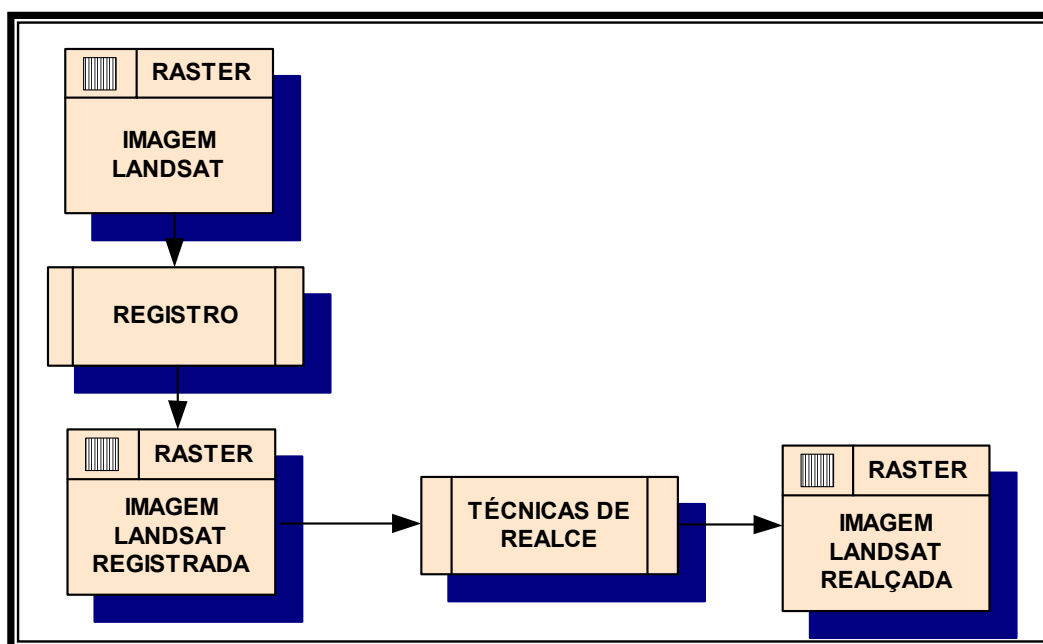 RASTER
IMAGEM
LANDSAT
REGISTRO
RASTER
IMAGEM
LANDSAT
REGISTRADA
TÉCNICAS DE
REALCE
RASTER
IMAGEM
LANDSAT
REALÇADA